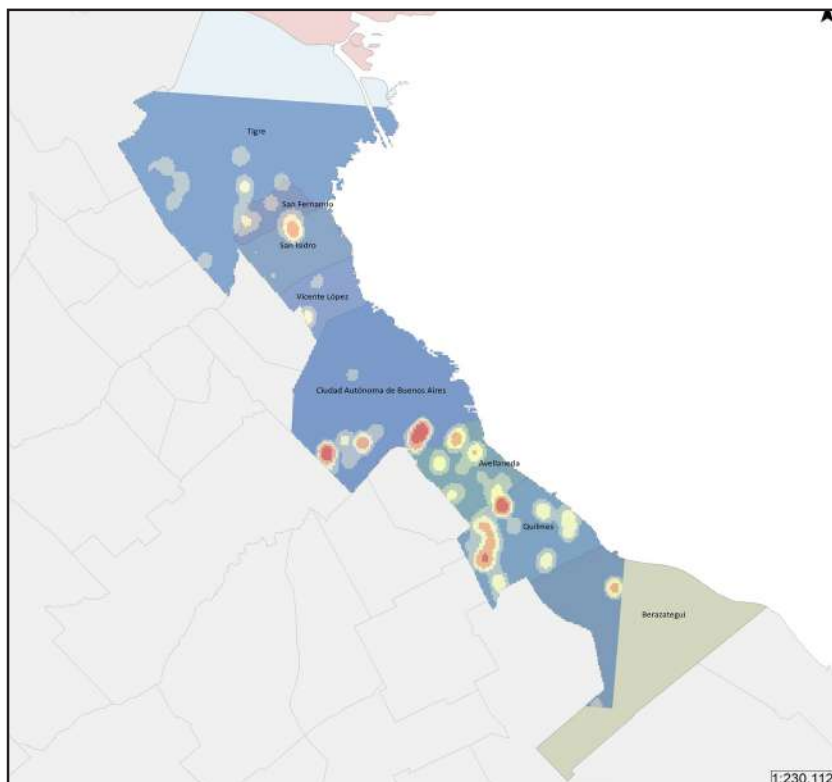 Tigre
San Fernando
San Isidro
Vicente López
Ciudad Autónoma de Buenos Aires
Avellaneda
Quilmes
Berazategui
1:230.112